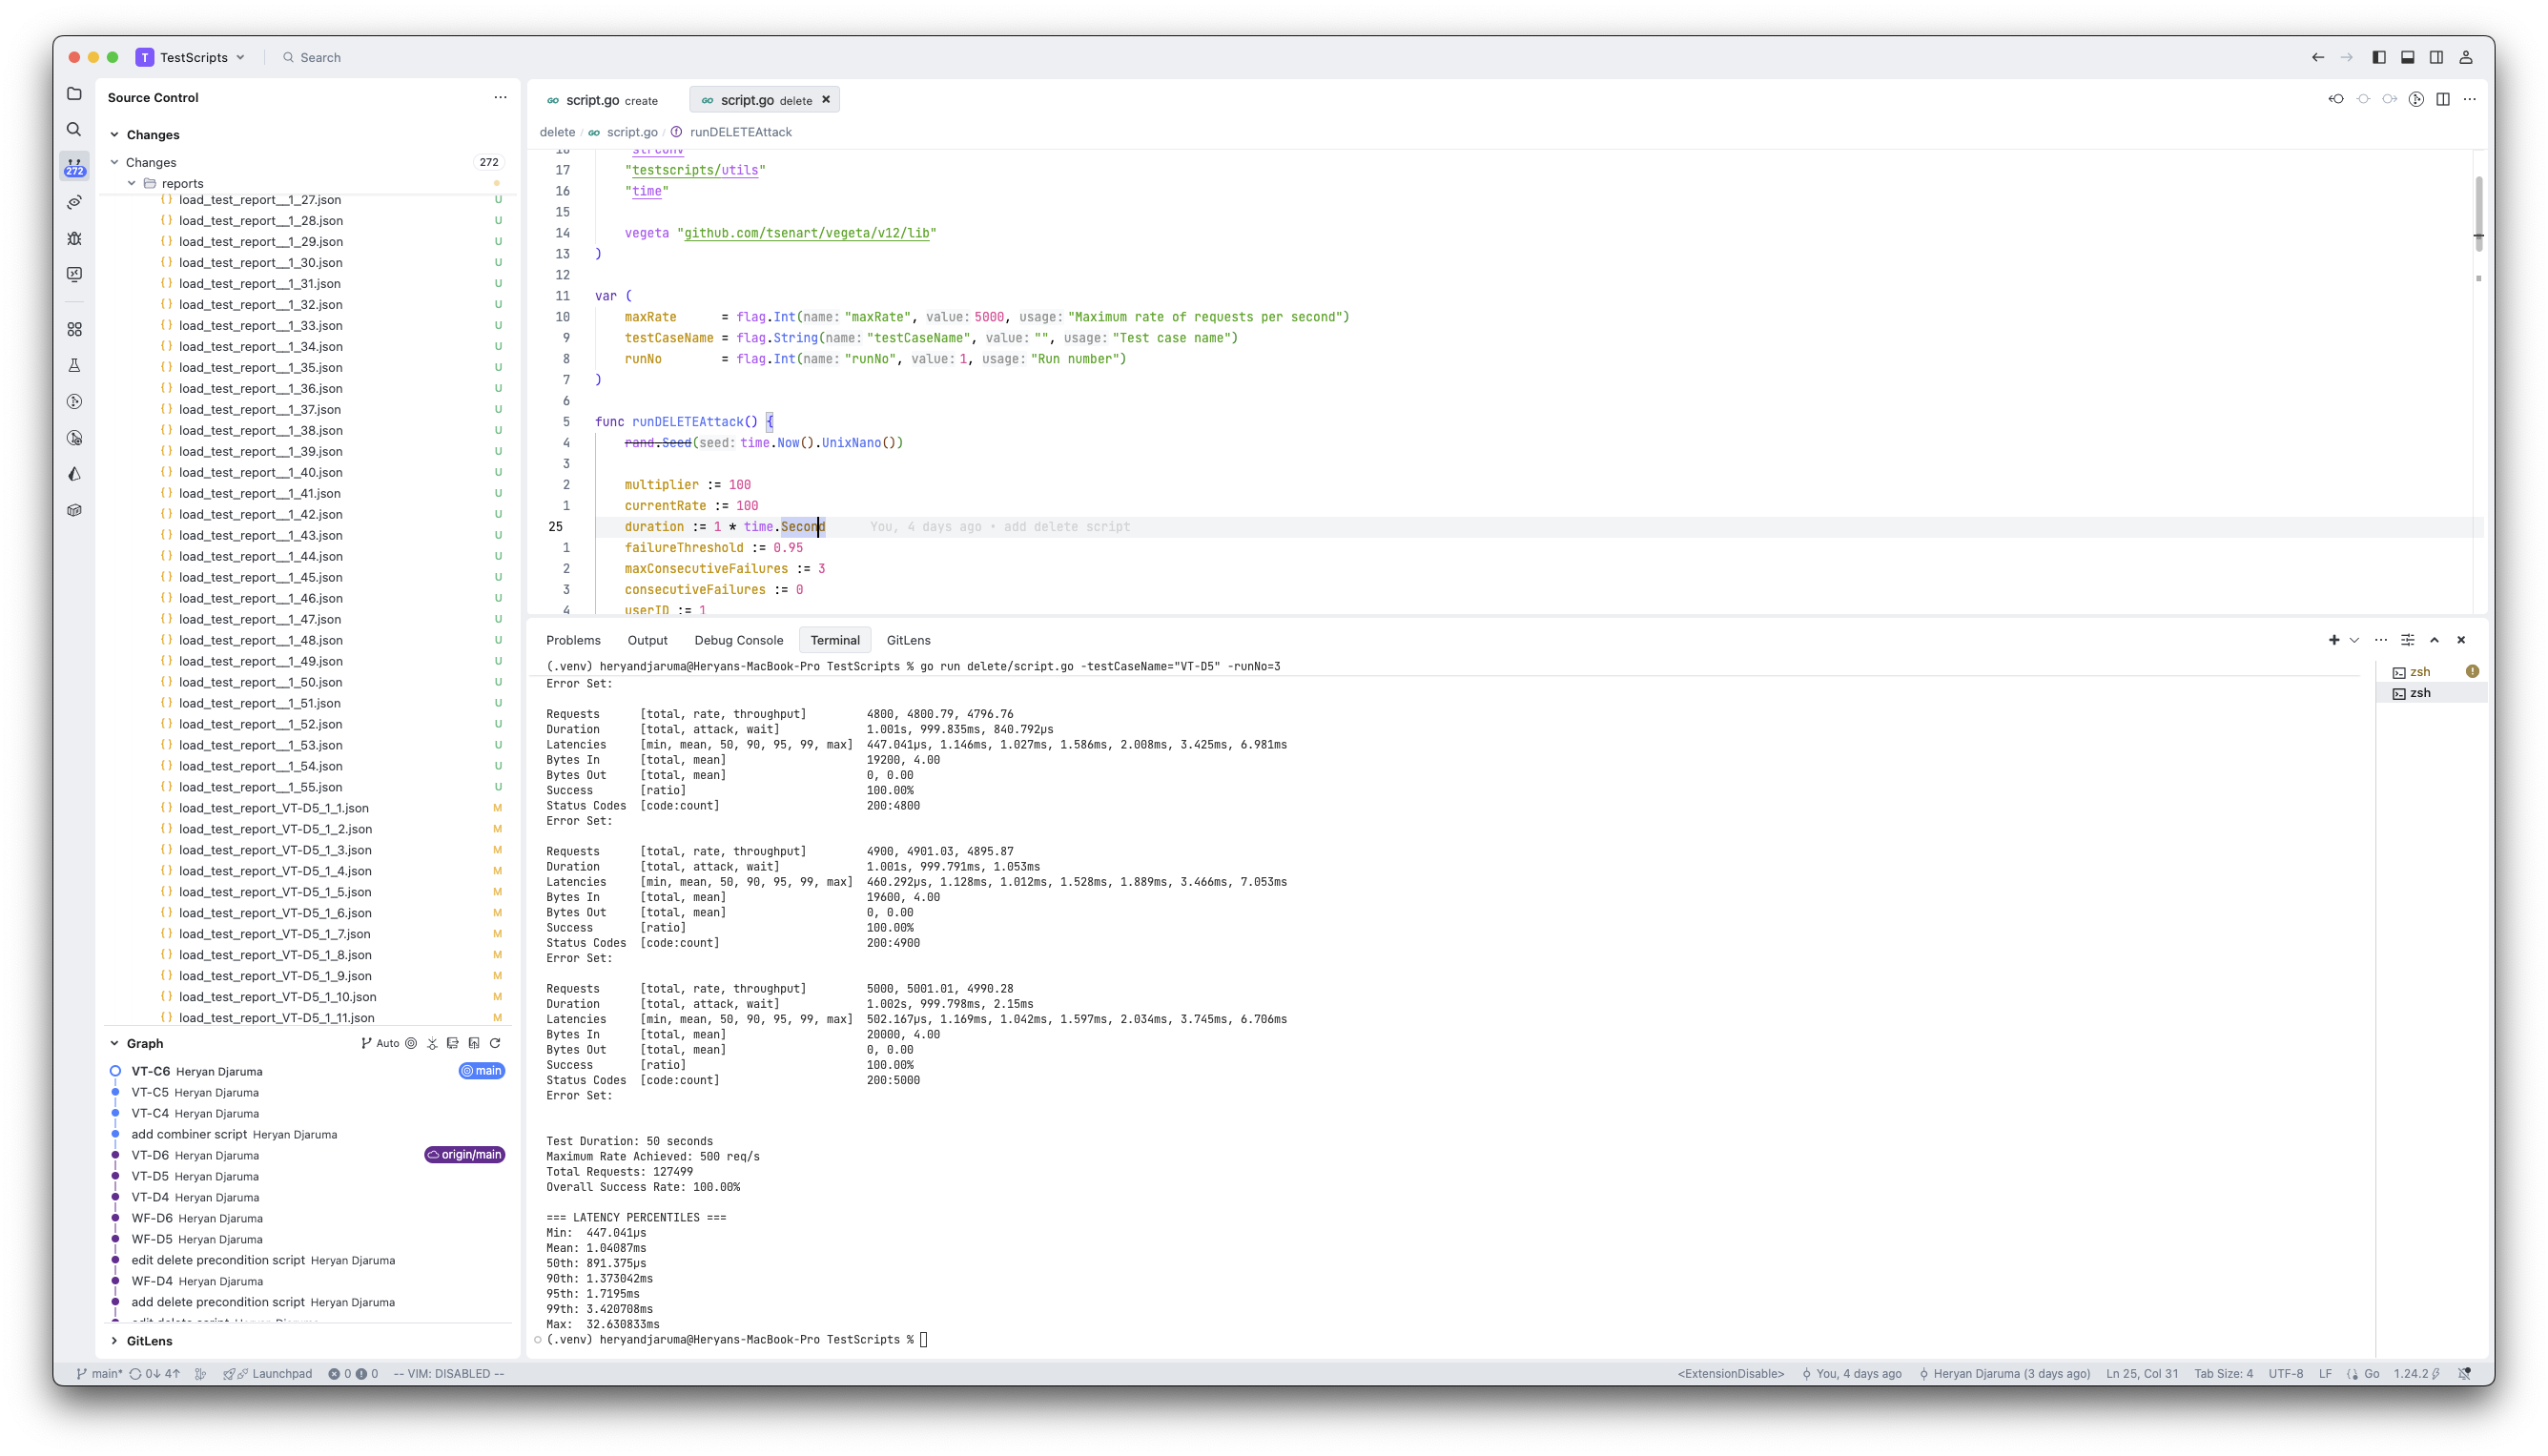 T TestScripts
Search
Source Control
Changes
Changes 272
272
reports
load_test_report__1_27.json U
load_test_report__1_28.json U
load_test_report__1_29.json U
load_test_report__1_30.json U
load_test_report__1_31.json U
load_test_report__1_32.json U
load_test_report__1_33.json U
load_test_report__1_34.json U
load_test_report__1_35.json U
load_test_report__1_36.json U
load_test_report__1_37.json U
load_test_report__1_38.json U
load_test_report__1_39.json U
load_test_report__1_40.json U
load_test_report__1_41.json U
load_test_report__1_42.json U
load_test_report__1_43.json U
load_test_report__1_44.json U
load_test_report__1_45.json U
load_test_report__1_46.json U
load_test_report__1_47.json U
load_test_report__1_48.json U
load_test_report__1_49.json U
load_test_report__1_50.json U
load_test_report__1_51.json U
load_test_report__1_52.json U
load_test_report__1_53.json U
load_test_report__1_54.json U
load_test_report__1_55.json U
load_test_report_VT-D5_1_1.json M
load_test_report_VT-D5_1_2.json M
load_test_report_VT-D5_1_3.json M
load_test_report_VT-D5_1_4.json M
load_test_report_VT-D5_1_5.json M
load_test_report_VT-D5_1_6.json M
load_test_report_VT-D5_1_7.json M
load_test_report_VT-D5_1_8.json M
load_test_report_VT-D5_1_9.json M
load_test_report_VT-D5_1_10.json M
load_test_report_VT-D5_1_11.json M
Graph Auto
VT-C6 Heryan Djaruma main
VT-C5 Heryan Djaruma
VT-C4 Heryan Djaruma
add combiner script Heryan Djaruma
VT-D6 Heryan Djaruma origin/main
VT-D5 Heryan Djaruma
VT-D4 Heryan Djaruma
WF-D6 Heryan Djaruma
WF-D5 Heryan Djaruma
edit delete precondition script Heryan Djaruma
WF-D4 Heryan Djaruma
add delete precondition script Heryan Djaruma
edit delete script Heryan Djaruma
GitLens
script.go create script.go delete
delete / script.go / runDELETEAttack
18 "strconv"
17 "testscripts/utils"
16 "time"
15
14 vegeta "github.com/tsenart/vegeta/v12/lib"
13 )
12
11 var (
10 maxRate = flag.Int(name: "maxRate", value: 5000, usage: "Maximum rate of requests per second")
9 testCaseName = flag.String(name: "testCaseName", value: "", usage: "Test case name")
8 runNo = flag.Int(name: "runNo", value: 1, usage: "Run number")
7 )
6
5 func runDELETEAttack() {
4 rand.Seed(seed: time.Now().UnixNano())
3
2 multiplier := 100
1 currentRate := 100
25 duration := 1 * time.Second You, 4 days ago • add delete script
1 failureThreshold := 0.95
2 maxConsecutiveFailures := 3
3 consecutiveFailures := 0
4 userID := 1
Problems Output Debug Console Terminal GitLens
zsh
zsh
(.venv) heryandjaruma@Heryans-MacBook-Pro TestScripts % go run delete/script.go -testCaseName="VT-D5" -runNo=3
Error Set:
Requests [total, rate, throughput] 4800, 4800.79, 4796.76
Duration [total, attack, wait] 1.001s, 999.835ms, 840.792µs
Latencies [min, mean, 50, 90, 95, 99, max] 447.041µs, 1.146ms, 1.027ms, 1.586ms, 2.008ms, 3.425ms, 6.981ms
Bytes In [total, mean] 19200, 4.00
Bytes Out [total, mean] 0, 0.00
Success [ratio] 100.00%
Status Codes [code:count] 200:4800
Error Set:
Requests [total, rate, throughput] 4900, 4901.03, 4895.87
Duration [total, attack, wait] 1.001s, 999.791ms, 1.053ms
Latencies [min, mean, 50, 90, 95, 99, max] 460.292µs, 1.128ms, 1.012ms, 1.528ms, 1.889ms, 3.466ms, 7.053ms
Bytes In [total, mean] 19600, 4.00
Bytes Out [total, mean] 0, 0.00
Success [ratio] 100.00%
Status Codes [code:count] 200:4900
Error Set:
Requests [total, rate, throughput] 5000, 5001.01, 4990.28
Duration [total, attack, wait] 1.002s, 999.798ms, 2.15ms
Latencies [min, mean, 50, 90, 95, 99, max] 502.167µs, 1.169ms, 1.042ms, 1.597ms, 2.034ms, 3.745ms, 6.706ms
Bytes In [total, mean] 20000, 4.00
Bytes Out [total, mean] 0, 0.00
Success [ratio] 100.00%
Status Codes [code:count] 200:5000
Error Set:
Test Duration: 50 seconds
Maximum Rate Achieved: 500 req/s
Total Requests: 127499
Overall Success Rate: 100.00%
=== LATENCY PERCENTILES ===
Min: 447.041µs
Mean: 1.04087ms
50th: 891.375µs
90th: 1.373042ms
95th: 1.7195ms
99th: 3.420708ms
Max: 32.630833ms
(.venv) heryandjaruma@Heryans-MacBook-Pro TestScripts %
main* 0↓ 4↑ Launchpad 0 0 -- VIM: DISABLED -- <ExtensionDisable> You, 4 days ago Heryan Djaruma (3 days ago) Ln 25, Col 31 Tab Size: 4 UTF-8 LF Go 1.24.2